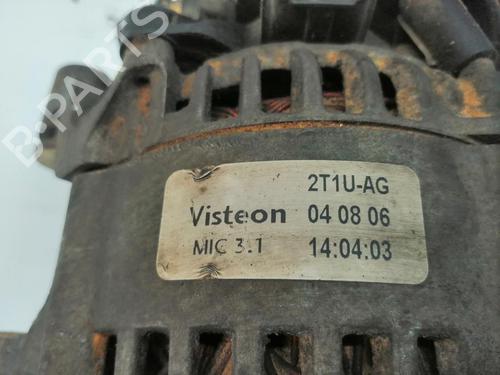 B-PARTS
2T1U-AG
Visteon 04 08 06
MIC 3.1 14:04:03